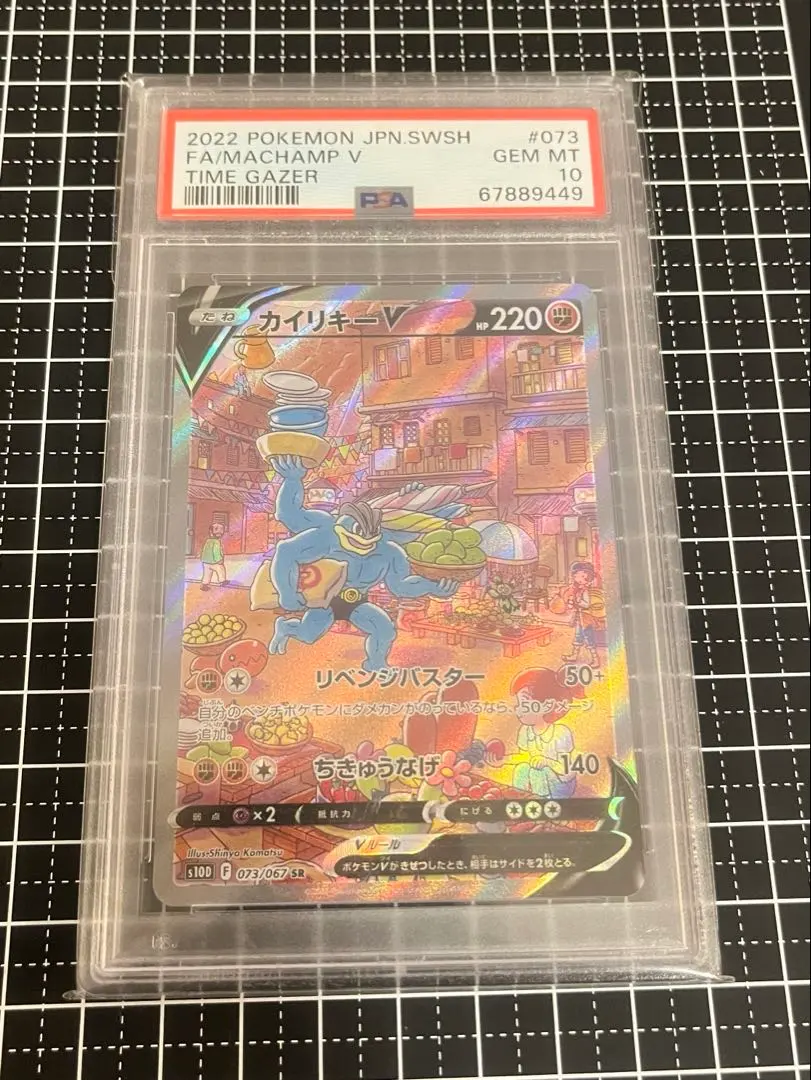 2022 POKEMON JPN.SWSH #073
FA/MACHAMP V GEM MT
TIME GAZER 10
PSA 67889449
たね カイリキーV HP 220
リベンジバスター 50+
自分のベンチポケモンにダメカンがのっているなら、50ダメージ
追加。
ちきゅうなげ 140
弱点 ×2 抵抗力 にげる
Illus. Shinya Komatsu
Vルール
ポケモンVがきぜつしたとき、相手はサイドを2枚とる。
s10D F 073/067 SR